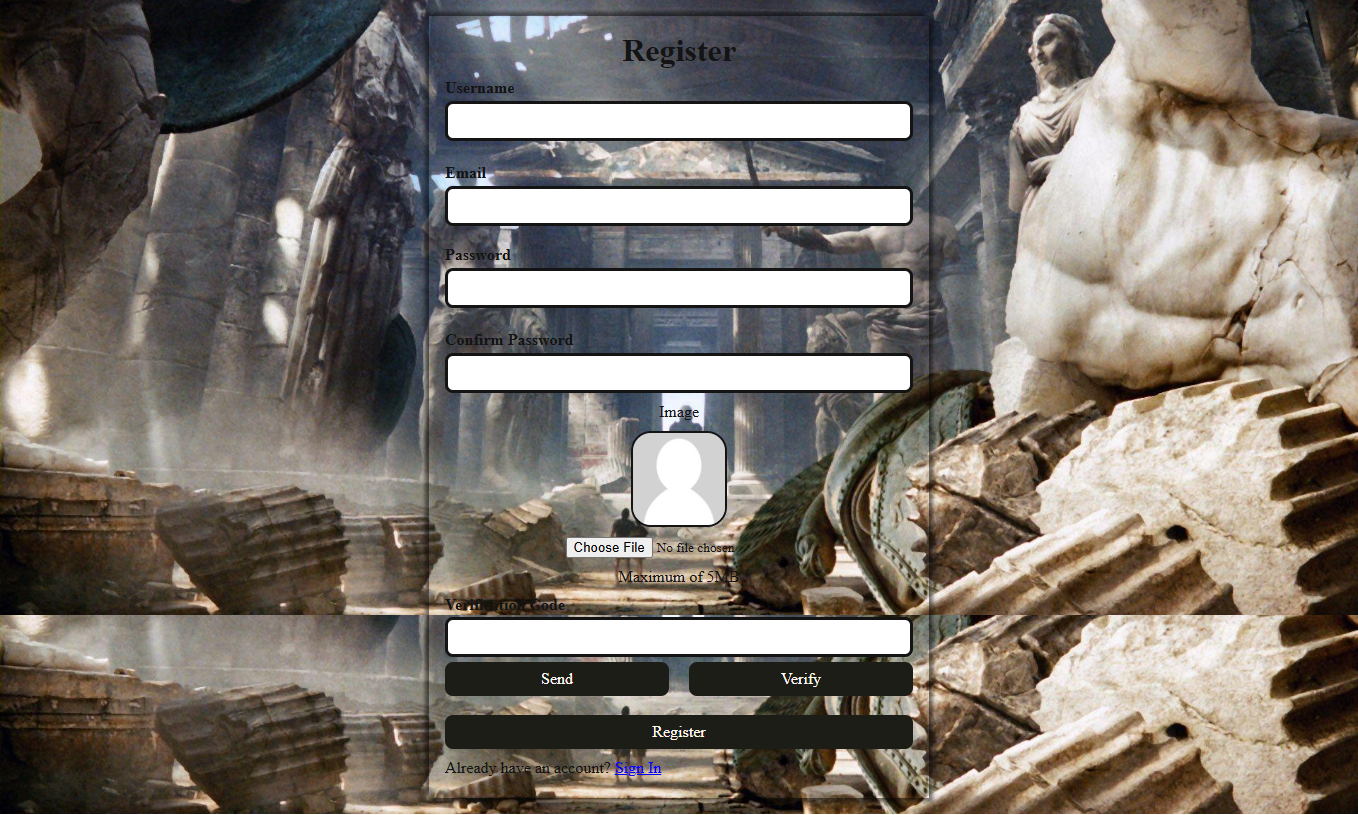 Register
Username
Email
Password
Confirm Password
Image
Choose File No file chosen
Maximum of 5MB
Verification Code
Send Verify
Register
Already have an account? Sign In